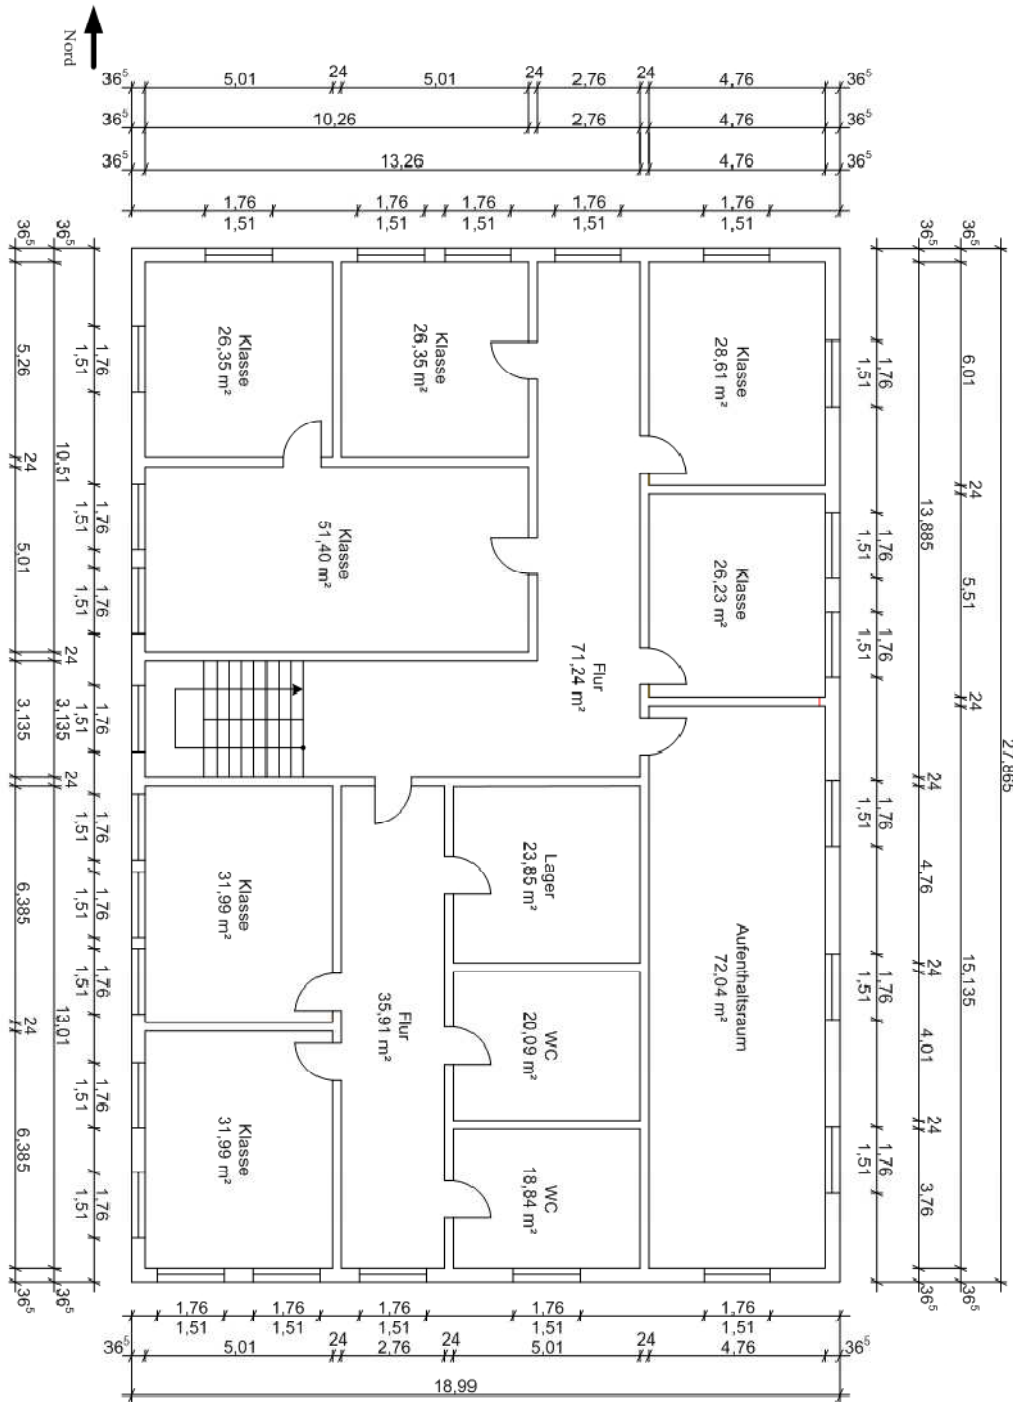 Nord
36⁵ 5,01 24 5,01 24 2,76 24 4,76 36⁵
36⁵ 10,26 2,76 4,76 36⁵
36⁵ 13,26 4,76 36⁵
1,76 1,76 1,76 1,76 1,76
1,51 1,51 1,51 1,51 1,51
36⁵ 5,26 24 5,01 24 3,135 24 6,385 24 6,385 36⁵
36⁵ 10,51 24 3,135 24 13,01 36⁵
1,76 1,76 1,76 1,76 1,76 1,76 1,76 1,76 1,76
1,51 1,51 1,51 1,51 1,51 1,51 1,51 1,51 1,51
Klasse
26,35 m²
Klasse
26,35 m²
Klasse
28,61 m²
Klasse
51,40 m²
Klasse
26,23 m²
Flur
71,24 m²
Klasse
31,99 m²
Lager
23,85 m²
Aufenthaltsraum
72,04 m²
Flur
35,91 m²
WC
20,09 m²
Klasse
31,99 m²
WC
18,84 m²
1,76 1,76 1,76 1,76 1,76 1,76
1,51 1,51 1,51 1,51 1,51 1,51
36⁵ 13,885 24 4,76 24 4,01 24 3,76 36⁵
36⁵ 6,01 24 5,51 24 15,135 36⁵
27,865
1,76 1,76 1,76 1,76 1,76
1,51 1,51 1,51 1,51 1,51
36⁵ 5,01 24 2,76 24 5,01 24 4,76 36⁵
18,99